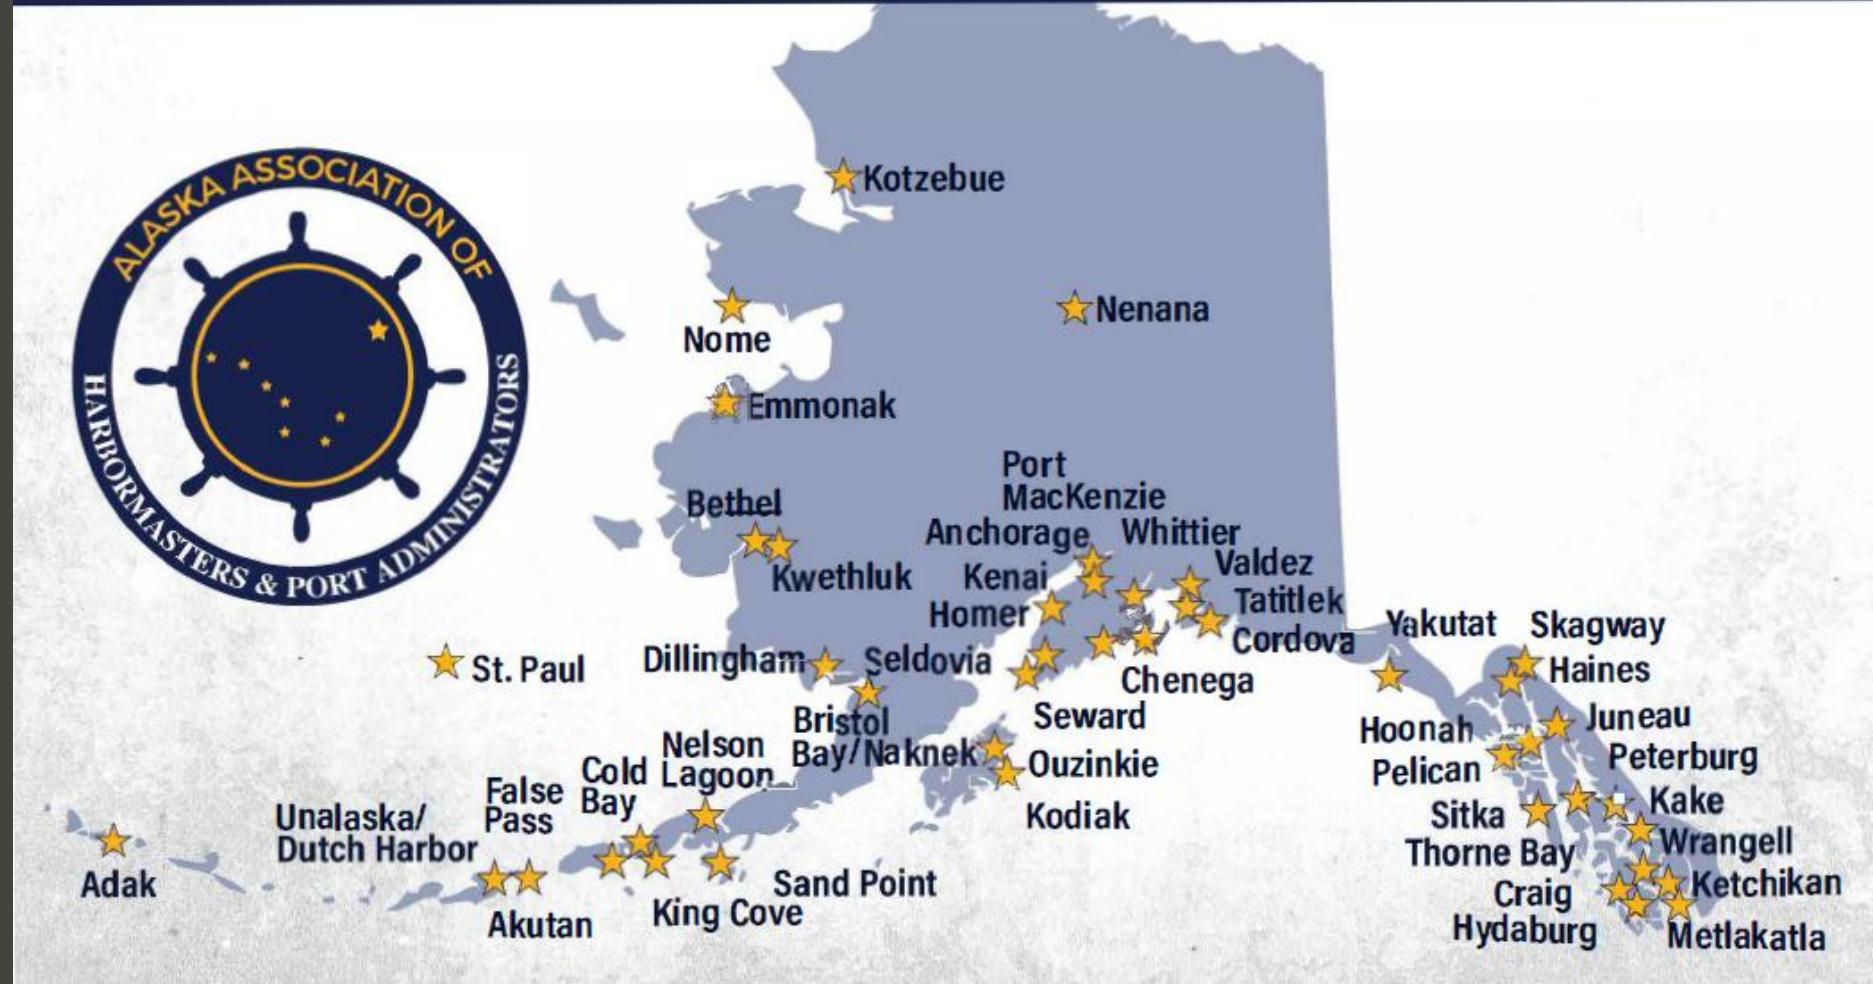 ALASKA ASSOCIATION OF
HARBORMASTERS & PORT ADMINISTRATORS
Kotzebue
Nome
Nenana
Emmonak
Bethel
Kwethluk
Port
MacKenzie
Anchorage
Whittier
Kenai
Valdez
Homer
Tatitlek
Cordova
Yakutat
Skagway
Haines
St. Paul
Dillingham
Seldovia
Chenega
Bristol
Bay/Naknek
Seward
Ouzinkie
Kodiak
Hoonah
Juneau
Pelican
Peterburg
Nelson
Lagoon
Cold
Bay
False
Pass
Unalaska/
Dutch Harbor
Adak
Akutan
King Cove
Sand Point
Sitka
Kake
Thorne Bay
Wrangell
Craig
Ketchikan
Hydaburg
Metlakatla